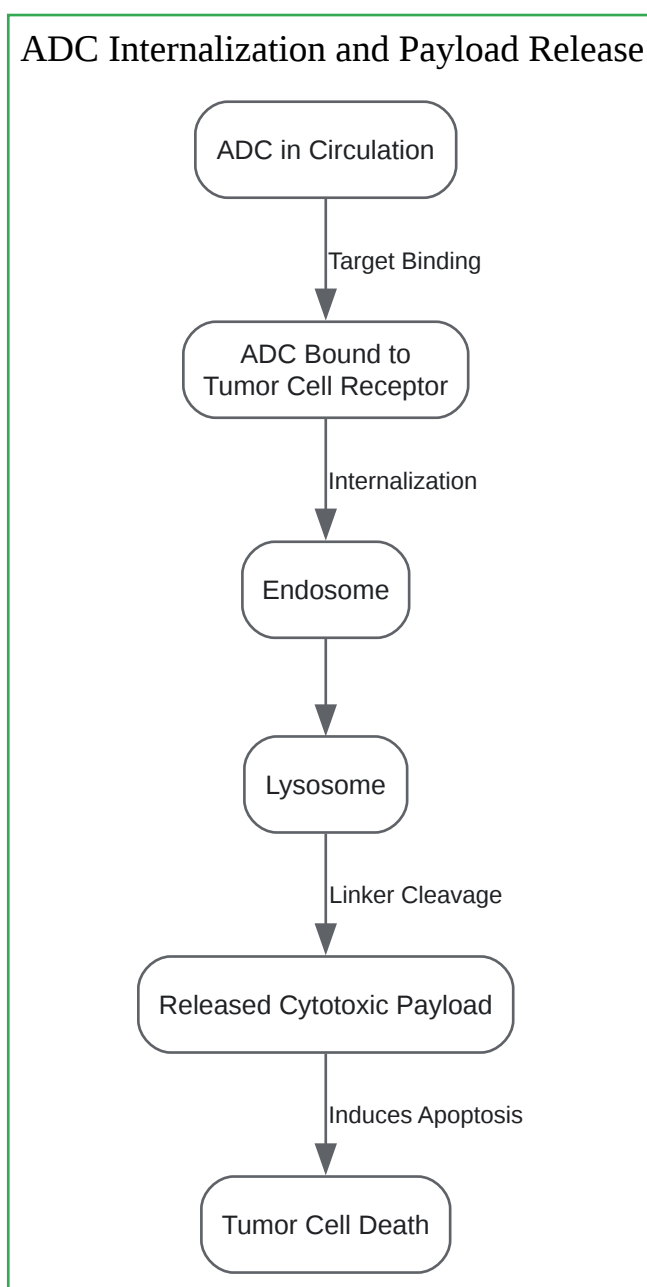 ADC Internalization and Payload Release
ADC in Circulation
Target Binding
ADC Bound to
Tumor Cell Receptor
Internalization
Endosome
Lysosome
Linker Cleavage
Released Cytotoxic Payload
Induces Apoptosis
Tumor Cell Death